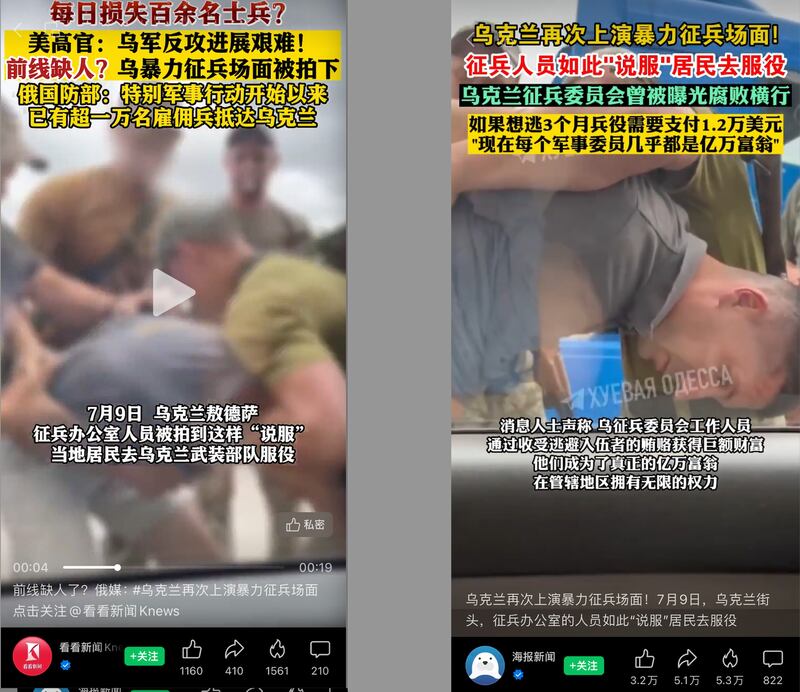 每日损失百余名士兵？
美高官：乌军反攻进展艰难！
前线缺人？乌暴力征兵场面被拍下
俄国防部：特别军事行动开始以来
已有超一万名雇佣兵抵达乌克兰
7月9日 乌克兰敖德萨
征兵办公室人员被拍到这样“说服”
当地居民去乌克兰武装部队服役
私密
00:04
00:19
前线缺人了？俄媒：#乌克兰再次上演暴力征兵场面
点击关注@看看新闻Knews
看看新闻
看看新闻Kn
+关注
1160
410
1561
210
乌克兰再次上演暴力征兵场面！
征兵人员如此"说服"居民去服役
乌克兰征兵委员会曾被曝光腐败横行
如果想逃3个月兵役需要支付1.2万美元
"现在每个军事委员几乎都是亿万富翁"
ХУЕВАЯ ОДЕССА
消息人士声称 乌征兵委员会工作人员
通过收受逃避入伍者的贿赂获得巨额财富
他们成为了真正的亿万富翁
在管辖地区拥有无限的权力
乌克兰再次上演暴力征兵场面！7月9日，乌克兰街
头，征兵办公室的人员如此“说服”居民去服役
海报新闻
+关注
3.2万
5.1万
5.3万
822